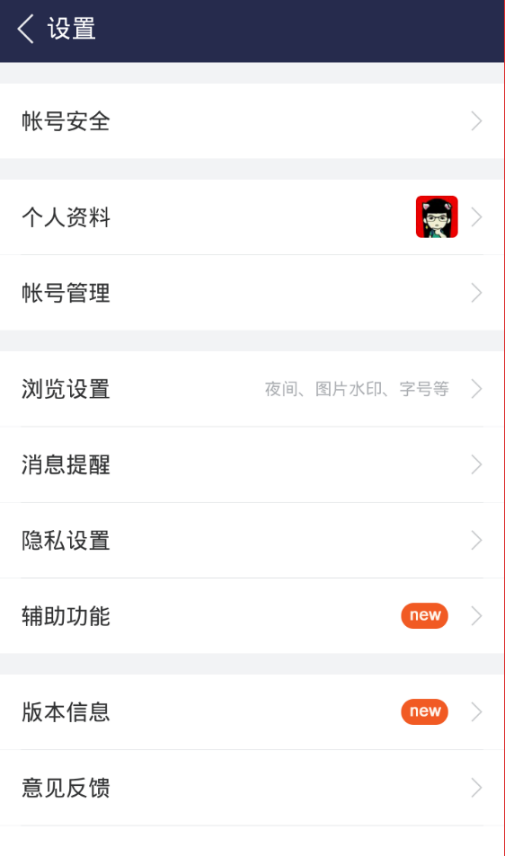 设置
帐号安全
个人资料
帐号管理
浏览设置 夜间、图片水印、字号等
消息提醒
隐私设置
辅助功能 new
版本信息 new
意见反馈